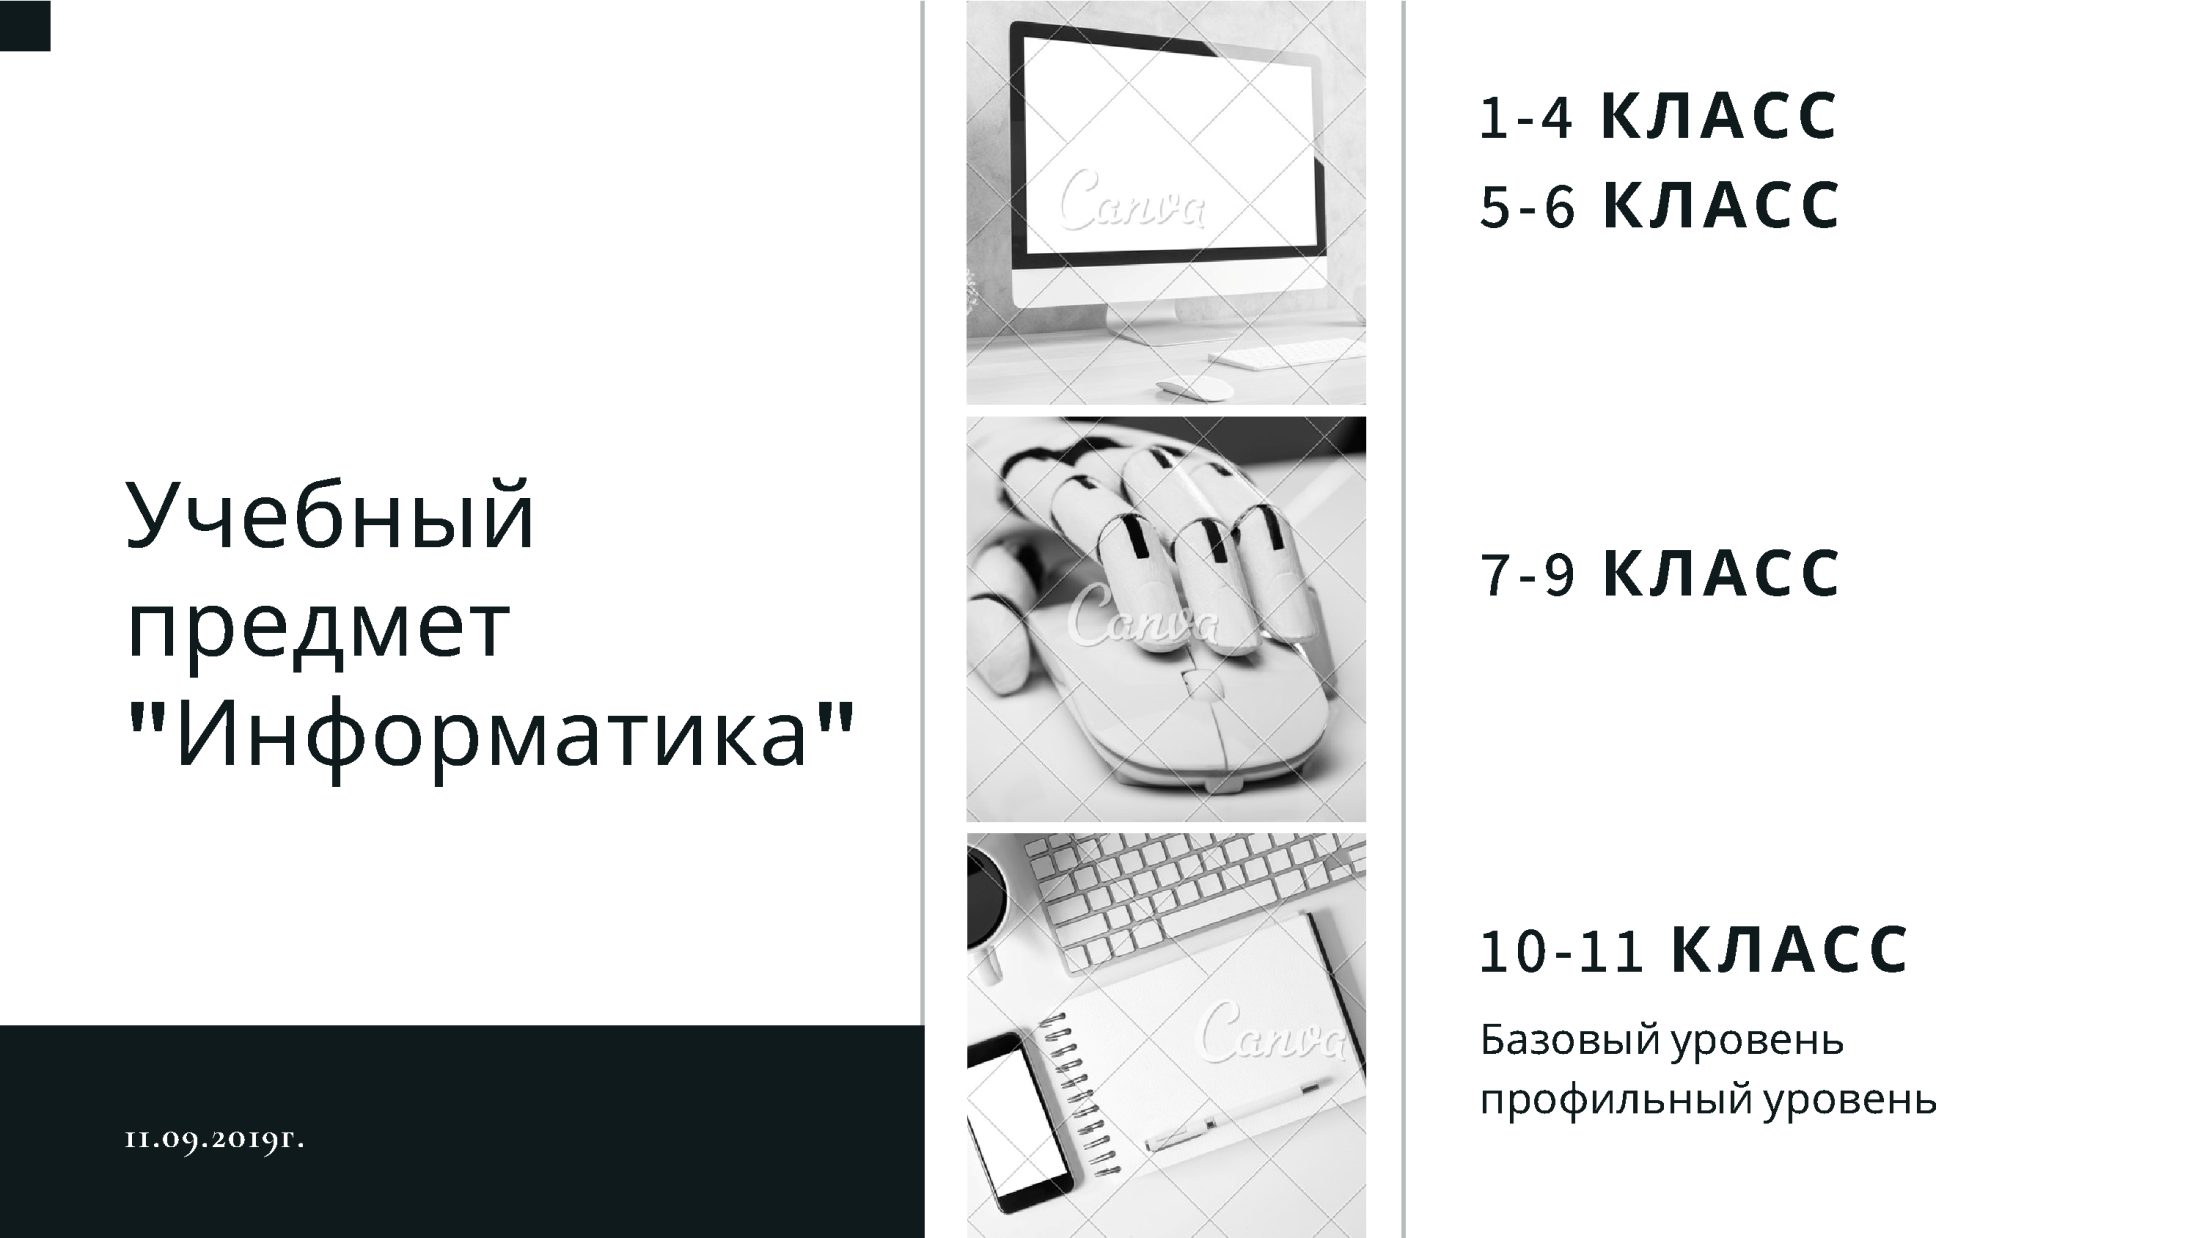 Учебный
предмет
"Информатика"
11.09.2019г.
Canva
Canva
Canva
1-4 КЛАСС
5-6 КЛАСС
7-9 КЛАСС
10-11 КЛАСС
Базовый уровень
профильный уровень